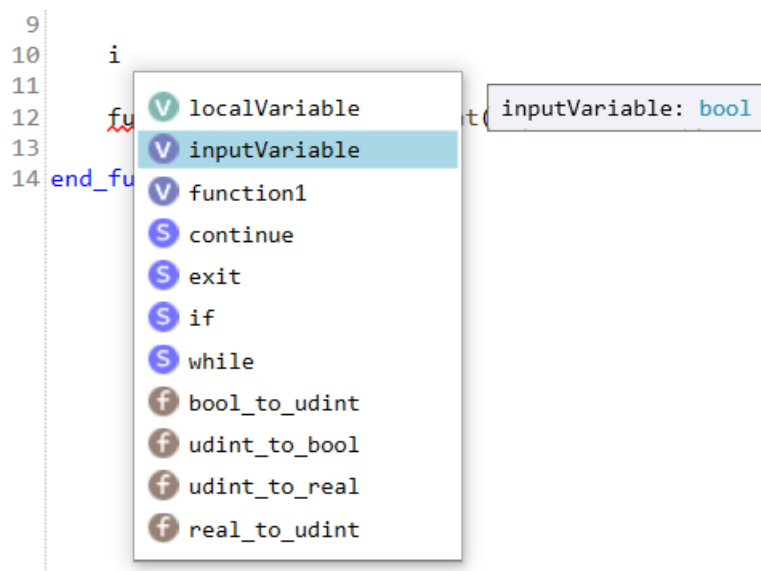 9
10 i
11
12 fu t( inputVariable: bool
13
14 end_fu
V localVariable
V inputVariable
V function1
S continue
S exit
S if
S while
f bool_to_udint
f udint_to_bool
f udint_to_real
f real_to_udint